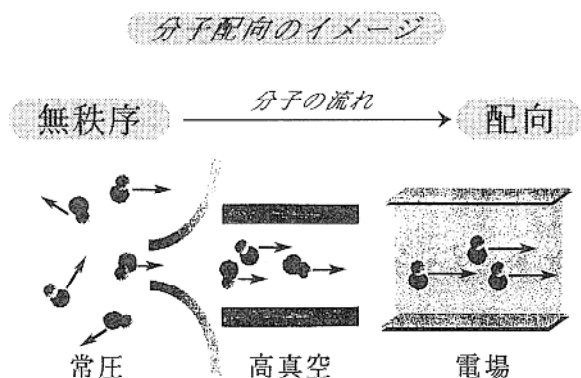 分子配向のイメージ
無秩序
分子の流れ
配向
常圧
高真空
電場